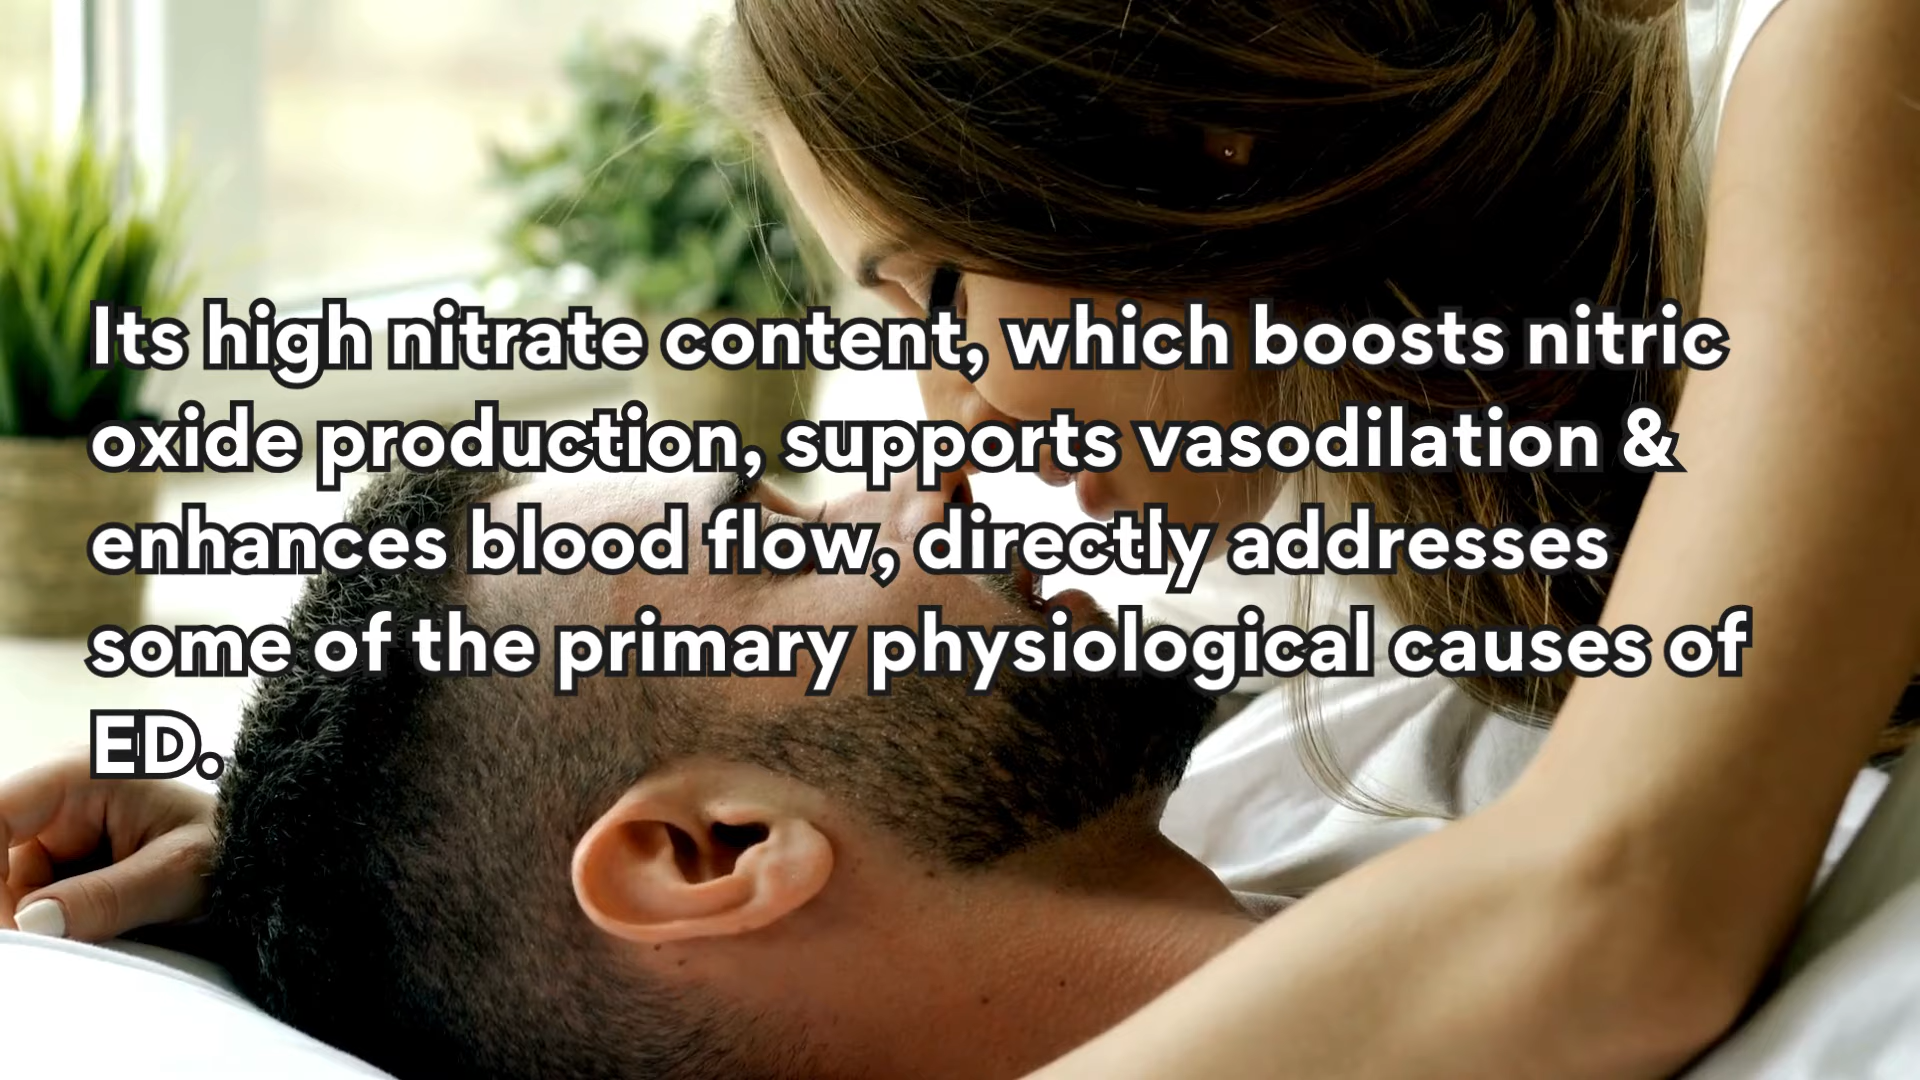 Its high nitrate content, which boosts nitric
oxide production, supports vasodilation &
enhances blood flow, directly addresses
some of the primary physiological causes of
ED.